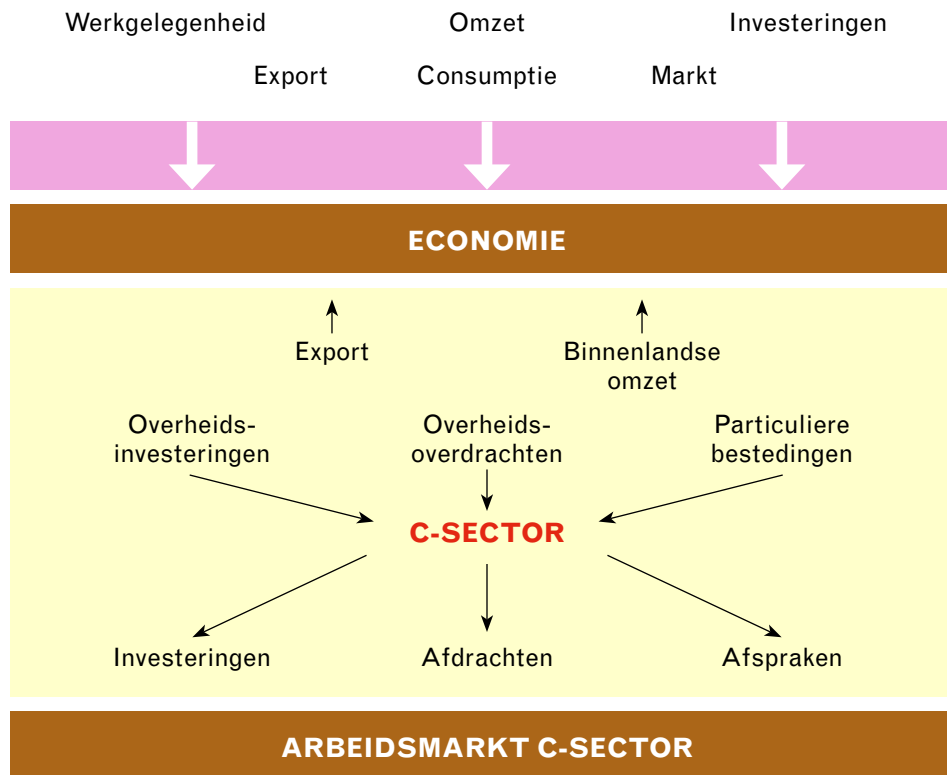 Werkgelegenheid Omzet Investeringen
Export Consumptie Markt
ECONOMIE
Export Binnenlandse
omzet
Overheids- Overheids- Particuliere
investeringen overdrachten bestedingen
C-SECTOR
Investeringen Afdrachten Afspraken
ARBEIDSMARKT C-SECTOR